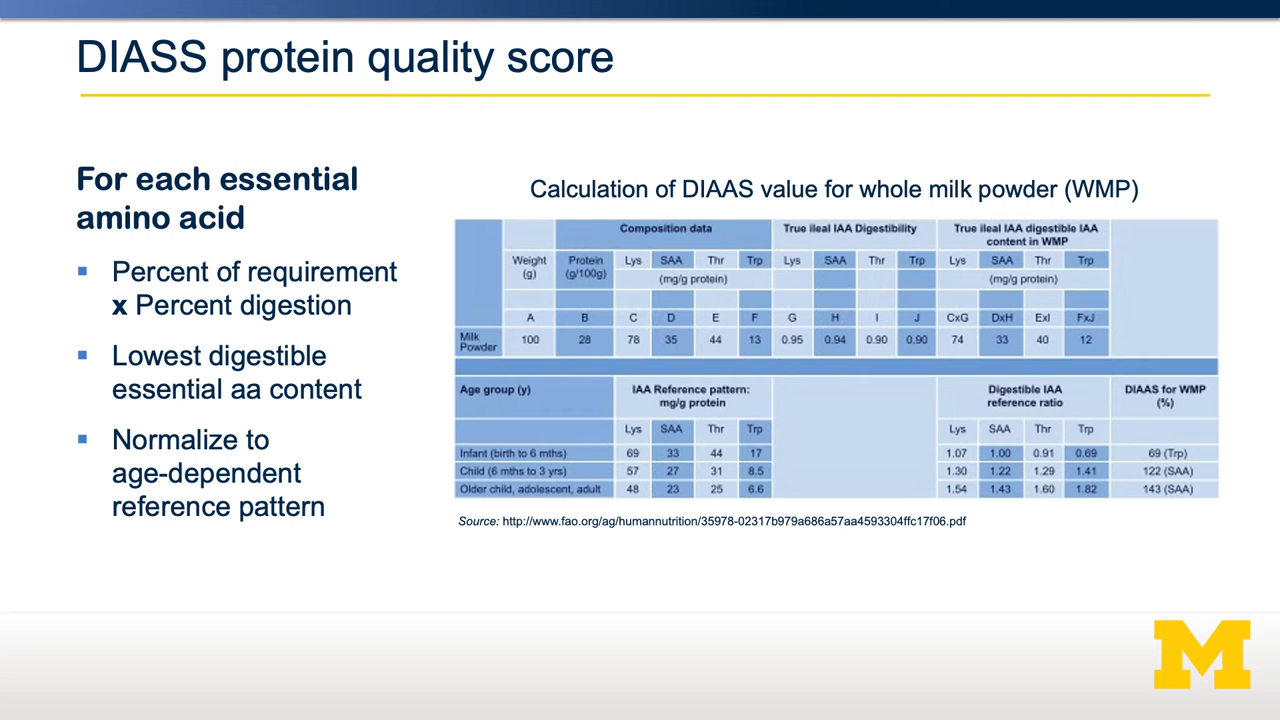 DIASS protein quality score
For each essential
amino acid
▪ Percent of requirement
x Percent digestion
▪ Lowest digestible
essential aa content
▪ Normalize to
age-dependent
reference pattern
Calculation of DIAAS value for whole milk powder (WMP)
Composition data True ileal IAA Digestibility True ileal IAA digestible IAA
content in WMP
Weight Protein Lys SAA Thr Trp Lys SAA Thr Trp Lys SAA Thr Trp
(g) (g/100g) (mg/g protein) (mg/g protein)
A B C D E F G H I J CxG DxH ExI FxJ
Milk
Powder 100 28 78 35 44 13 0.95 0.94 0.90 0.90 74 33 40 12
Age group (y) IAA Reference pattern: Digestible IAA DIAAS for WMP
mg/g protein reference ratio (%)
Lys SAA Thr Trp Lys SAA Thr Trp
Infant (birth to 6 mths) 69 33 44 17 1.07 1.00 0.91 0.69 69 (Trp)
Child (6 mths to 3 yrs) 57 27 31 8.5 1.30 1.22 1.29 1.41 122 (SAA)
Older child, adolescent, adult 48 23 25 6.6 1.54 1.43 1.60 1.82 143 (SAA)
Source: http://www.fao.org/ag/humannutrition/35978-02317b979a686a57aa4593304ffc17f06.pdf
M